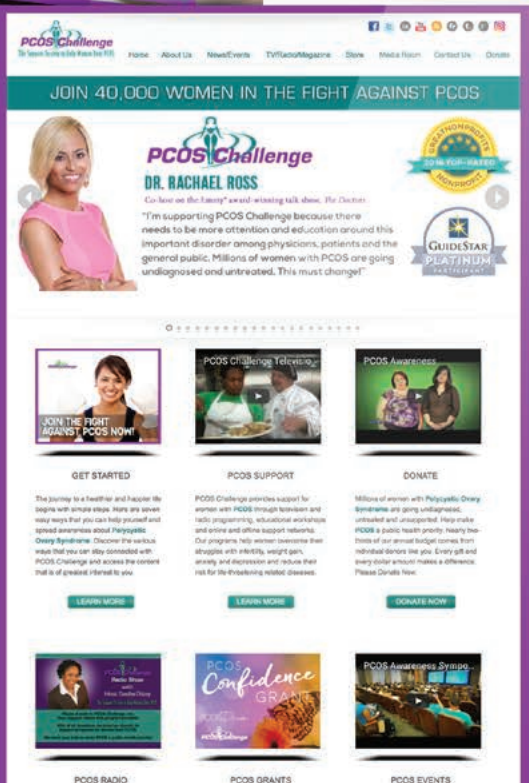 PCOS Challenge
The Support Society to Help Women Beat PCOS
Home About Us News/Events TV/Radio/Magazine Store Media Room Contact Us Donate
JOIN 40,000 WOMEN IN THE FIGHT AGAINST PCOS
PCOS Challenge
DR. RACHAEL ROSS
Co-host on the Emmy® award-winning talk show, The Doctors
"I'm supporting PCOS Challenge because there
needs to be more attention and education around this
important disorder among physicians, patients and the
general public. Millions of women with PCOS are going
undiagnosed and untreated. This must change!"
GREATNONPROFITS
2016 TOP-RATED
NONPROFIT
GUIDESTAR
PLATINUM
PARTICIPANT
JOIN THE FIGHT
AGAINST PCOS NOW!
PCOS Challenge Televisio...
PCOS Awareness
GET STARTED
The journey to a healthier and happier life
begins with simple steps. Here are seven
easy ways that you can help yourself and
spread awareness about Polycystic
Ovary Syndrome. Discover the various
ways that you can stay connected with
PCOS Challenge and access the content
that is of greatest interest to you.
LEARN MORE
PCOS SUPPORT
PCOS Challenge provides support for
women with PCOS through television and
radio programming, educational workshops
and online and offline support networks.
Our programs help women overcome their
struggles with infertility, weight gain,
anxiety and depression and reduce their
risk for life-threatening related diseases.
LEARN MORE
DONATE
Millions of women with Polycystic Ovary
Syndrome are going undiagnosed,
untreated and unsupported. Help make
PCOS a public health priority. Nearly two-
thirds of our annual budget comes from
individual donors like you. Every gift and
every dollar amount makes a difference.
Please Donate Now.
DONATE NOW
PCOS Challenge
Radio Show
with
PCOS
Confidence
GRANT
PCOS Awareness Sympo...
PCOS RADIO
PCOS GRANTS
PCOS EVENTS